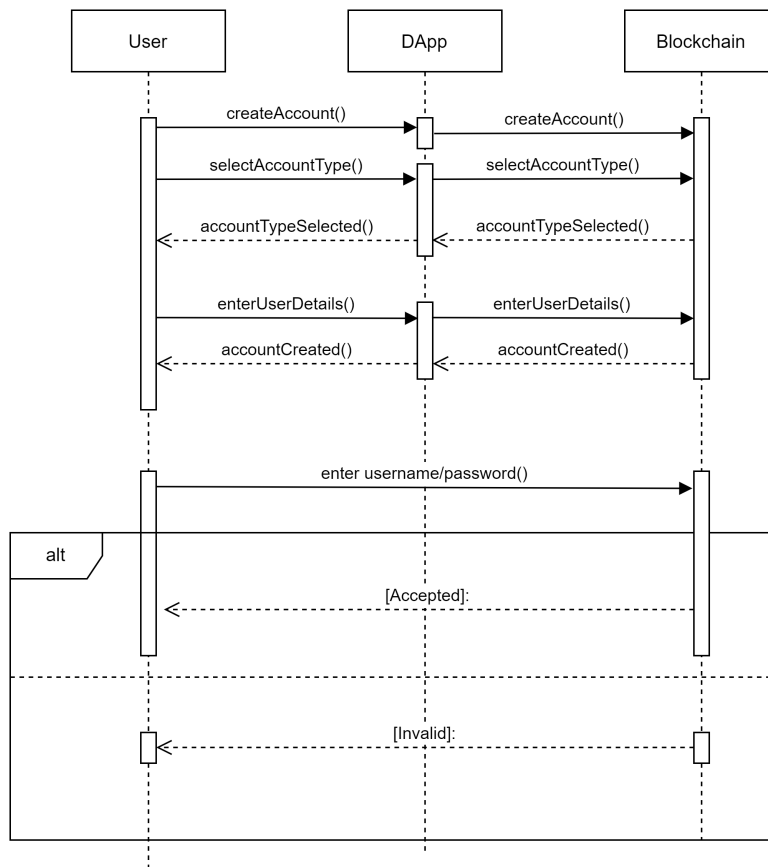 User
DApp
Blockchain
createAccount()
createAccount()
selectAccountType()
selectAccountType()
accountTypeSelected()
accountTypeSelected()
enterUserDetails()
enterUserDetails()
accountCreated()
accountCreated()
enter username/password()
alt
[Accepted]:
[Invalid]: